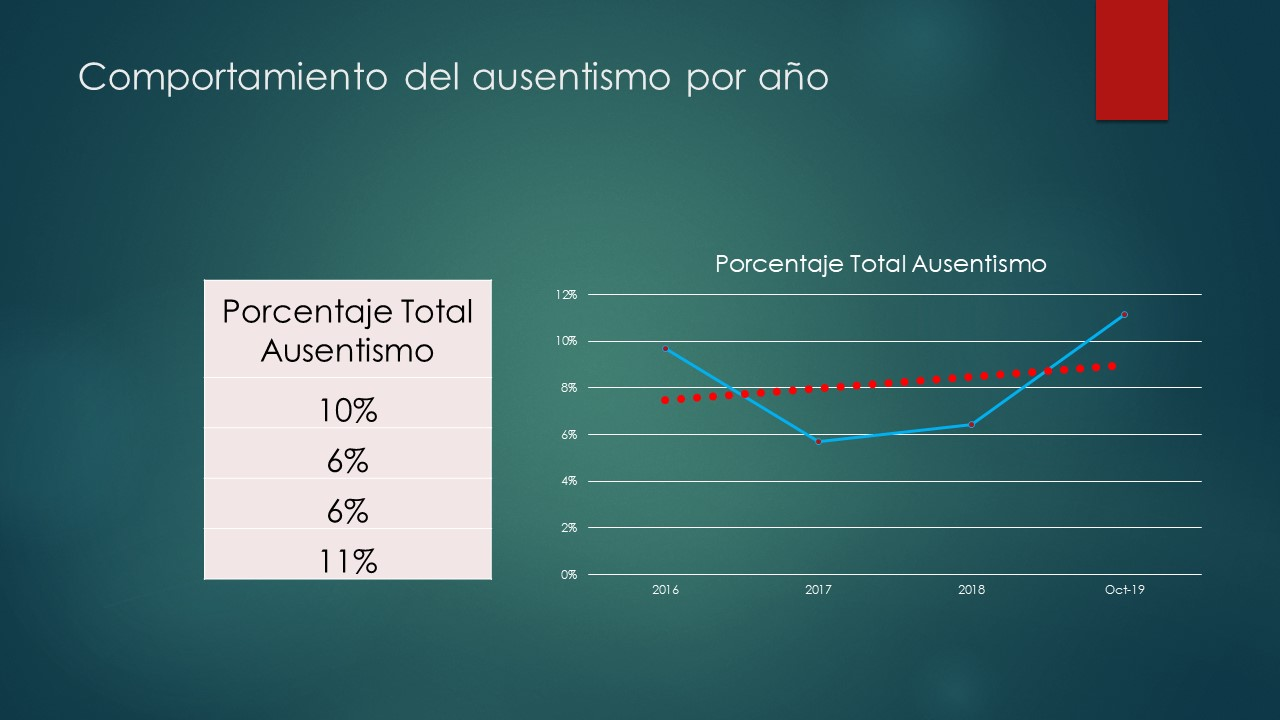 Comportamiento del ausentismo por año
Porcentaje Total
Ausentismo
10%
6%
6%
11%
Porcentaje Total Ausentismo
12%
10%
8%
6%
4%
2%
0%
2016 2017 2018 Oct-19